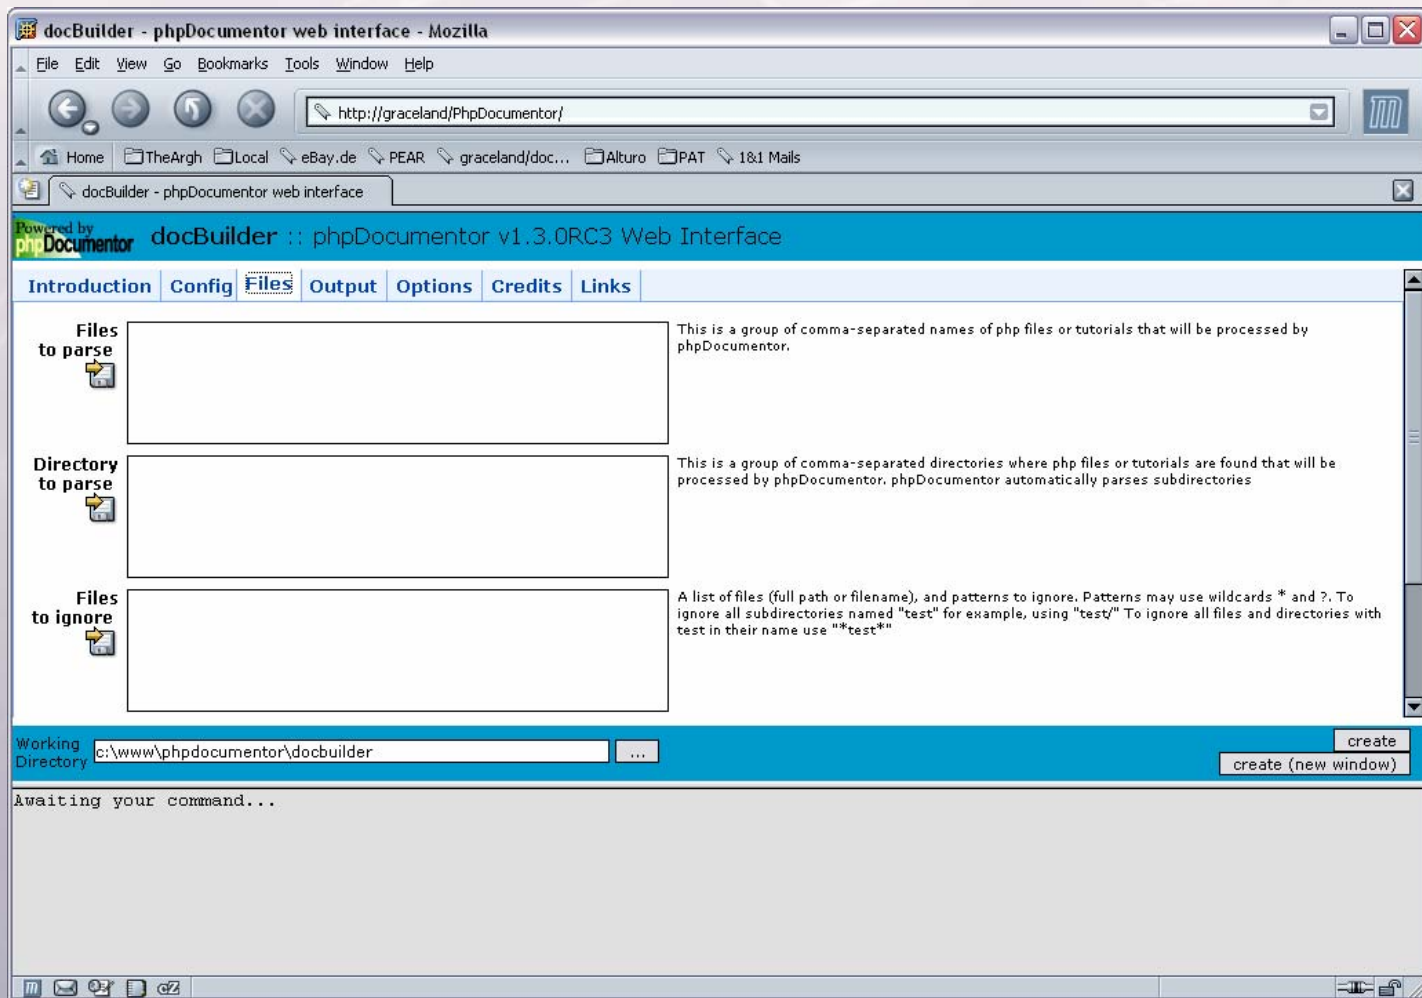 docBuilder - phpDocumentor web interface - Mozilla
File Edit View Go Bookmarks Tools Window Help
http://graceland/PhpDocumentor/
Home TheArgh Local eBay.de PEAR graceland/doc... Alturo PAT 1&1 Mails
docBuilder - phpDocumentor web interface
Powered by
phpDocumentor
docBuilder :: phpDocumentor v1.3.0RC3 Web Interface
Introduction Config Files Output Options Credits Links
Files
to parse
This is a group of comma-separated names of php files or tutorials that will be processed by
phpDocumentor.
Directory
to parse
This is a group of comma-separated directories where php files or tutorials are found that will be
processed by phpDocumentor. phpDocumentor automatically parses subdirectories
Files
to ignore
A list of files (full path or filename), and patterns to ignore. Patterns may use wildcards * and ?. To
ignore all subdirectories named "test" for example, using "test/" To ignore all files and directories with
test in their name use "*test*"
Working
Directory
c:\www\phpdocumentor\docbuilder
...
create
create (new window)
Awaiting your command...
cZ